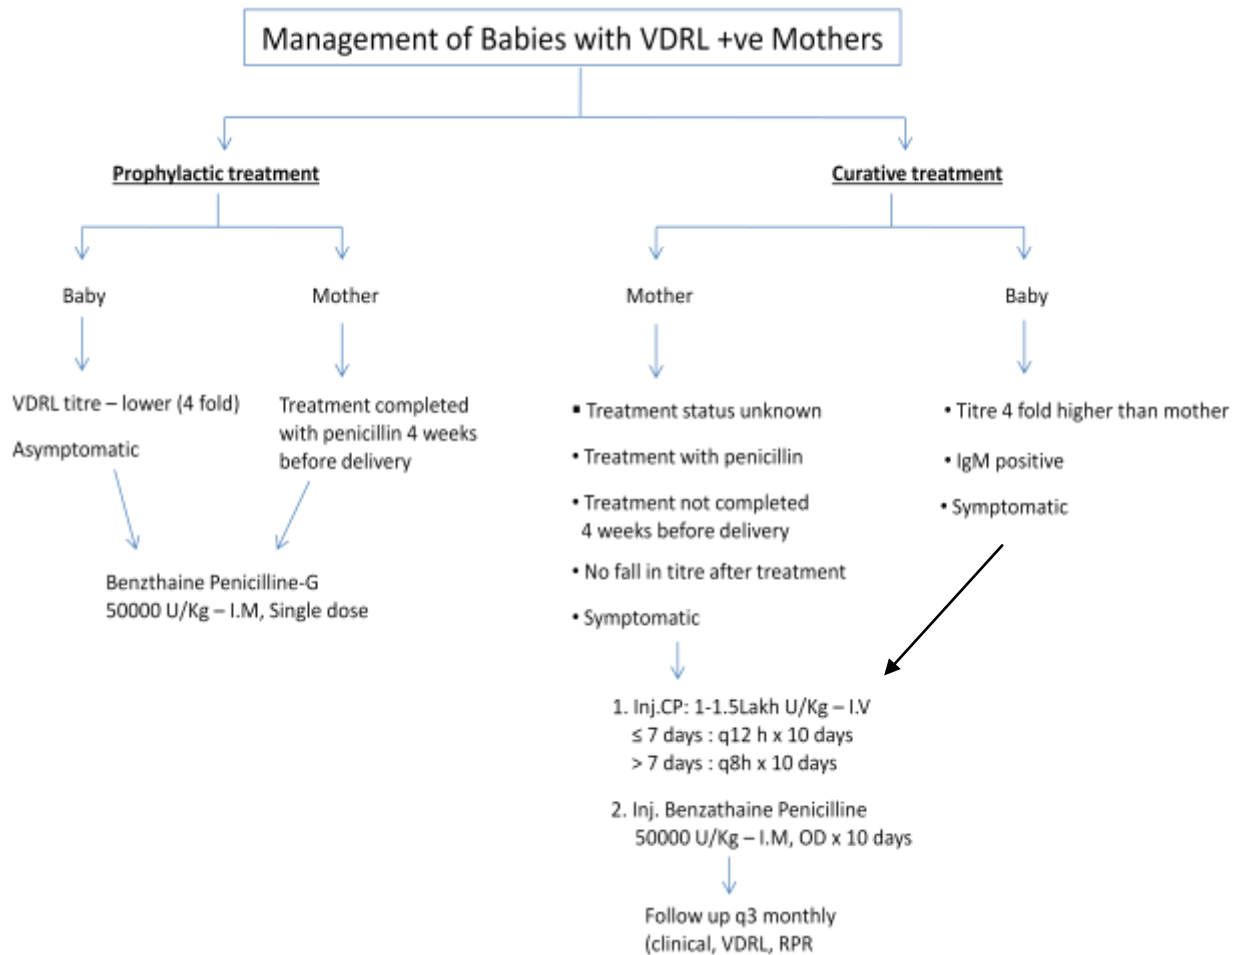 Management of Babies with VDRL +ve Mothers
Prophylactic treatment
Baby
VDRL titre – lower (4 fold)
Asymptomatic
Mother
Treatment completed
with penicillin 4 weeks
before delivery
Benzthaine Penicilline-G
50000 U/Kg – I.M, Single dose
Curative treatment
Mother
▪ Treatment status unknown
• Treatment with penicillin
• Treatment not completed
4 weeks before delivery
• No fall in titre after treatment
• Symptomatic
Baby
• Titre 4 fold higher than mother
• IgM positive
• Symptomatic
1. Inj.CP: 1-1.5Lakh U/Kg – I.V
≤ 7 days : q12 h x 10 days
> 7 days : q8h x 10 days
2. Inj. Benzathaine Penicilline
50000 U/Kg – I.M, OD x 10 days
Follow up q3 monthly
(clinical, VDRL, RPR